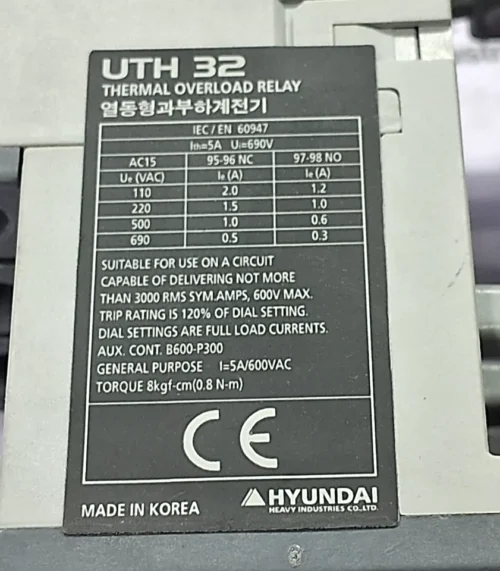 UTH 32
THERMAL OVERLOAD RELAY
열동형과부하계전기
IEC/EN 60947
Ith=5A Ui=690V
AC15 95-96 NC 97-98 NO
Ue (VAC) Ie (A) Ie (A)
110 2.0 1.2
220 1.5 1.0
500 1.0 0.6
690 0.5 0.3
SUITABLE FOR USE ON A CIRCUIT
CAPABLE OF DELIVERING NOT MORE
THAN 3000 RMS SYM.AMPS, 600V MAX.
TRIP RATING IS 120% OF DIAL SETTING.
DIAL SETTINGS ARE FULL LOAD CURRENTS.
AUX. CONT. B600-P300
GENERAL PURPOSE I=5A/600VAC
TORQUE 8kgf-cm(0.8 N-m)
CE
MADE IN KOREA
HYUNDAI
HEAVY INDUSTRIES CO.,LTD.